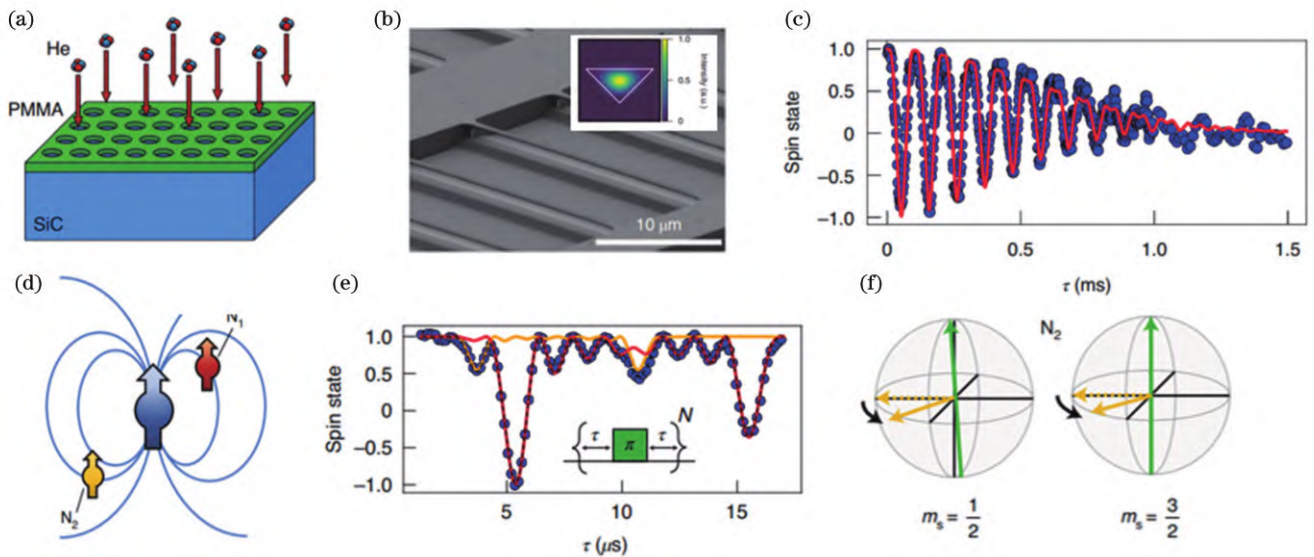 (a)
He
PMMA
SiC
(b)
1.0
0.5
0
Intensity (a.u.)
10 μm
(c)
1.0
0.5
0
−0.5
−1.0
Spin state
0
0.5
1.0
1.5
τ (ms)
(d)
N₁
N₂
(e)
1.0
0.5
0
−0.5
−1.0
Spin state
τ
π
τ
N
5
10
15
τ (μs)
(f)
N₂
mₛ = 1/2
mₛ = 3/2